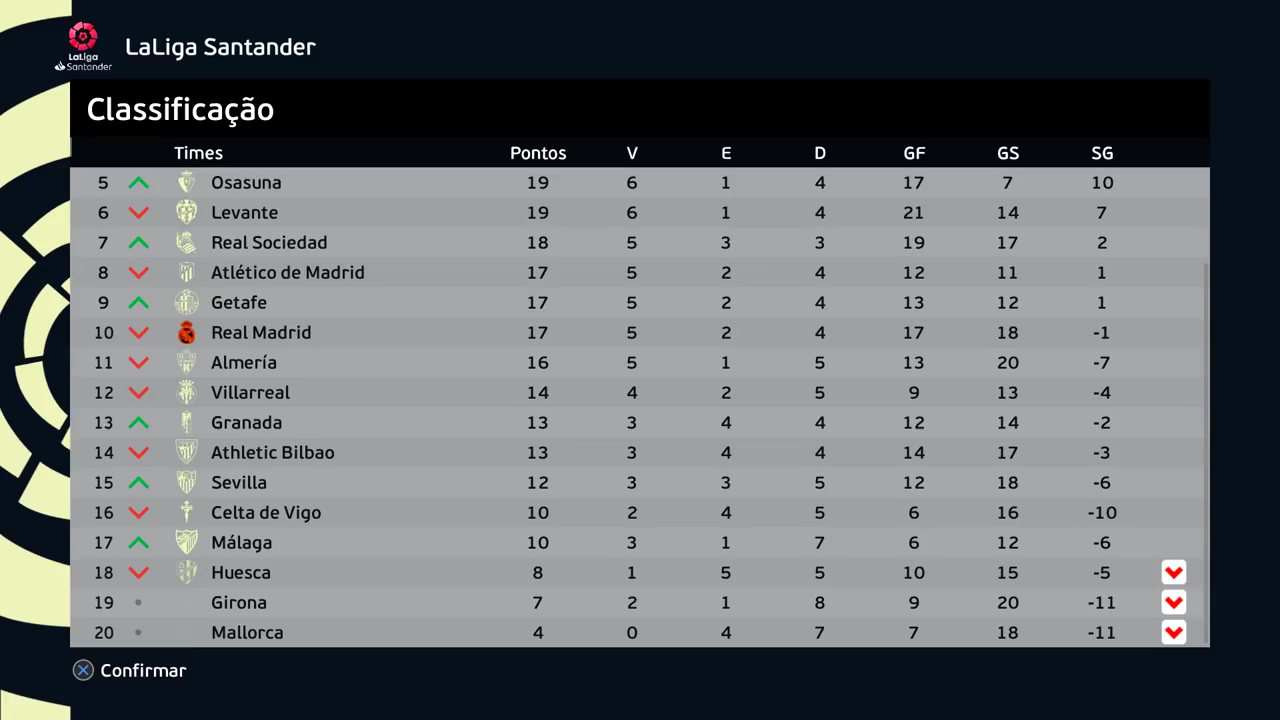 LaLiga
Santander
LaLiga Santander
Classificação
Times Pontos V E D GF GS SG
5 Osasuna 19 6 1 4 17 7 10
6 Levante 19 6 1 4 21 14 7
7 Real Sociedad 18 5 3 3 19 17 2
8 Atlético de Madrid 17 5 2 4 12 11 1
9 Getafe 17 5 2 4 13 12 1
10 Real Madrid 17 5 2 4 17 18 -1
11 Almería 16 5 1 5 13 20 -7
12 Villarreal 14 4 2 5 9 13 -4
13 Granada 13 3 4 4 12 14 -2
14 Athletic Bilbao 13 3 4 4 14 17 -3
15 Sevilla 12 3 3 5 12 18 -6
16 Celta de Vigo 10 2 4 5 6 16 -10
17 Málaga 10 3 1 7 6 12 -6
18 Huesca 8 1 5 5 10 15 -5
19 Girona 7 2 1 8 9 20 -11
20 Mallorca 4 0 4 7 7 18 -11
Confirmar